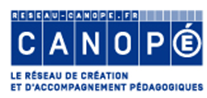 RESEAU-CANOPE.FR
CANOPÉ
LE RÉSEAU DE CRÉATION
ET D'ACCOMPAGNEMENT PÉDAGOGIQUES